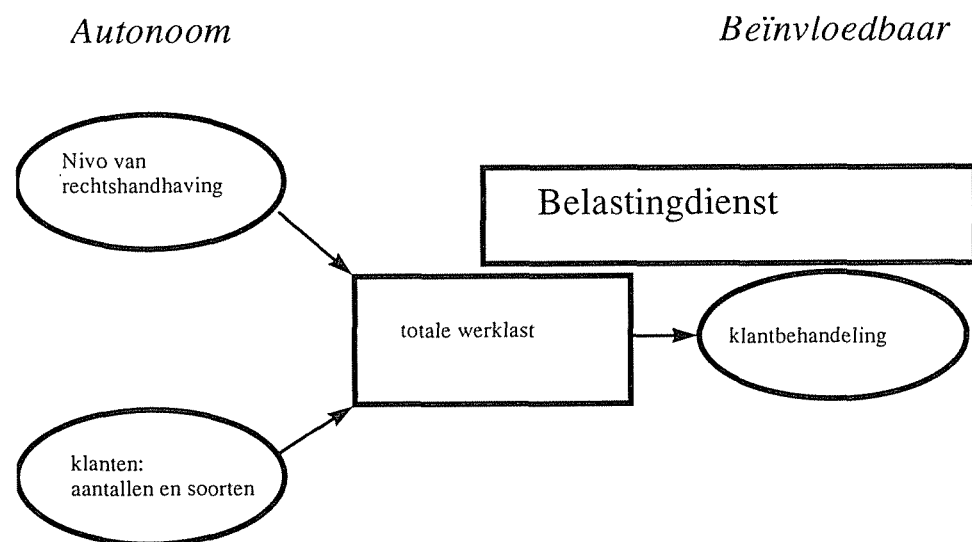 Autonoom
Beïnvloedbaar
Nivo van
rechtshandhaving
Belastingdienst
totale werklast
klantbehandeling
klanten:
aantallen en soorten